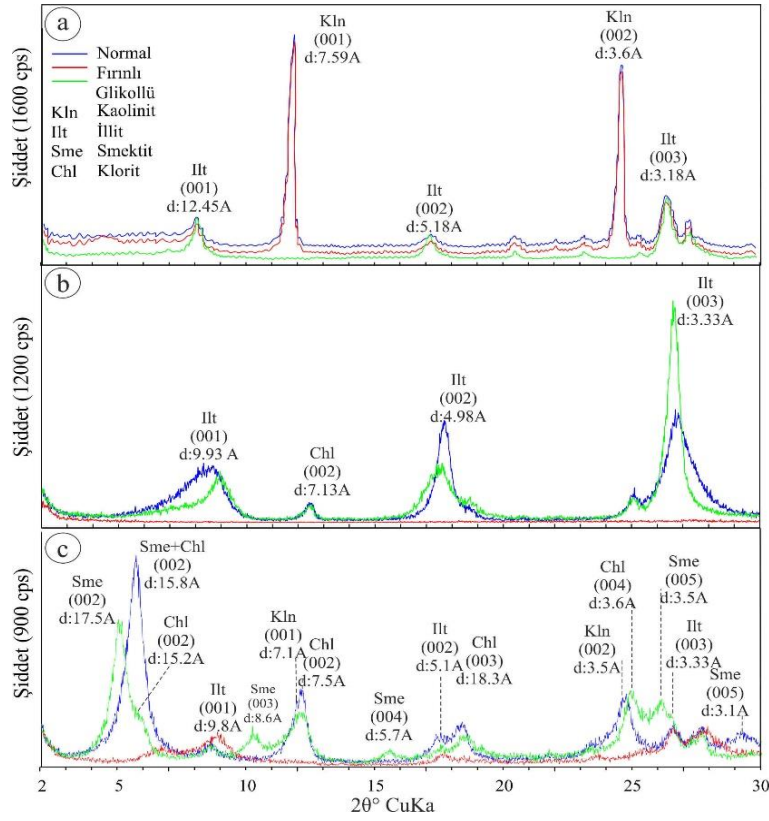 a
Normal
Fırınlı
Glikollü
Kln Kaolinit
Ilt İllit
Sme Smektit
Chl Klorit
Ilt
(001)
d:12.45A
Kln
(001)
d:7.59A
Ilt
(002)
d:5.18A
Kln
(002)
d:3.6A
Ilt
(003)
d:3.18A
Şiddet (1600 cps)
b
Ilt
(001)
d:9.93 A
Chl
(002)
d:7.13A
Ilt
(002)
d:4.98A
Ilt
(003)
d:3.33A
Şiddet (1200 cps)
c
Sme
(002)
d:17.5A
Sme+Chl
(002)
d:15.8A
Chl
(002)
d:15.2A
Ilt
(001)
d:9.8A
Sme
(003)
d:8.6A
Kln
(001)
d:7.1A
Chl
(002)
d:7.5A
Sme
(004)
d:5.7A
Ilt
(002)
d:5.1A
Chl
(003)
d:18.3A
Kln
(002)
d:3.5A
Chl
(004)
d:3.6A
Sme
(005)
d:3.5A
Ilt
(003)
d:3.33A
Sme
(005)
d:3.1A
Şiddet (900 cps)
2 5 10 15 20 25 30
2θ° CuKa